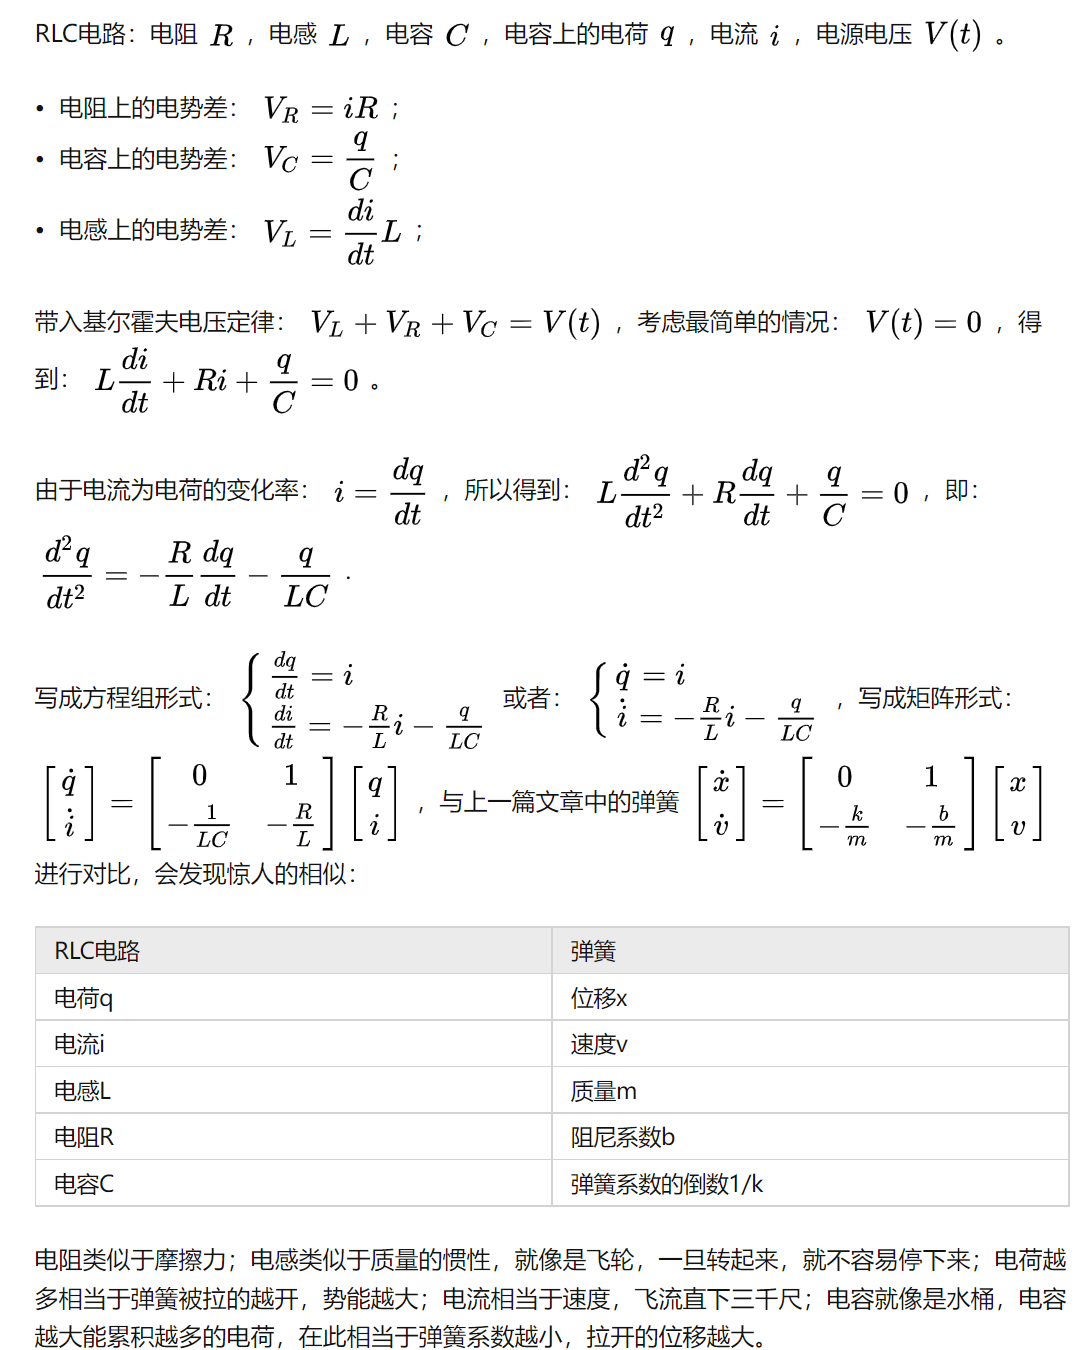 RLC电路：电阻 R ，电感 L ，电容 C ，电容上的电荷 q ，电流 i ，电源电压 V(t) 。
• 电阻上的电势差： V_R = iR ；
• 电容上的电势差： V_C = \frac{q}{C} ；
• 电感上的电势差： V_L = \frac{di}{dt}L ；
带入基尔霍夫电压定律： V_L + V_R + V_C = V(t) ，考虑最简单的情况： V(t) = 0 ，得
到： L\frac{di}{dt} + Ri + \frac{q}{C} = 0 。
由于电流为电荷的变化率： i = \frac{dq}{dt} ，所以得到： L\frac{d^2q}{dt^2} + R\frac{dq}{dt} + \frac{q}{C} = 0 ，即：
\frac{d^2q}{dt^2} = -\frac{R}{L}\frac{dq}{dt} - \frac{q}{LC} .
写成方程组形式： \begin{cases} \frac{dq}{dt} = i \\ \frac{di}{dt} = -\frac{R}{L}i - \frac{q}{LC} \end{cases} 或者： \begin{cases} \dot{q} = i \\ \dot{i} = -\frac{R}{L}i - \frac{q}{LC} \end{cases} ，写成矩阵形式：
\begin{bmatrix} \dot{q} \\ \dot{i} \end{bmatrix} = \begin{bmatrix} 0 & 1 \\ -\frac{1}{LC} & -\frac{R}{L} \end{bmatrix} \begin{bmatrix} q \\ i \end{bmatrix} ，与上一篇文章中的弹簧 \begin{bmatrix} \dot{x} \\ \dot{v} \end{bmatrix} = \begin{bmatrix} 0 & 1 \\ -\frac{k}{m} & -\frac{b}{m} \end{bmatrix} \begin{bmatrix} x \\ v \end{bmatrix}
进行对比，会发现惊人的相似：
RLC电路 弹簧
电荷q 位移x
电流i 速度v
电感L 质量m
电阻R 阻尼系数b
电容C 弹簧系数的倒数1/k
电阻类似于摩擦力；电感类似于质量的惯性，就像是飞轮，一旦转起来，就不容易停下来；电荷越
多相当于弹簧被拉的越开，势能越大；电流相当于速度，飞流直下三千尺；电容就像是水桶，电容
越大能累积越多的电荷，在此相当于弹簧系数越小，拉开的位移越大。